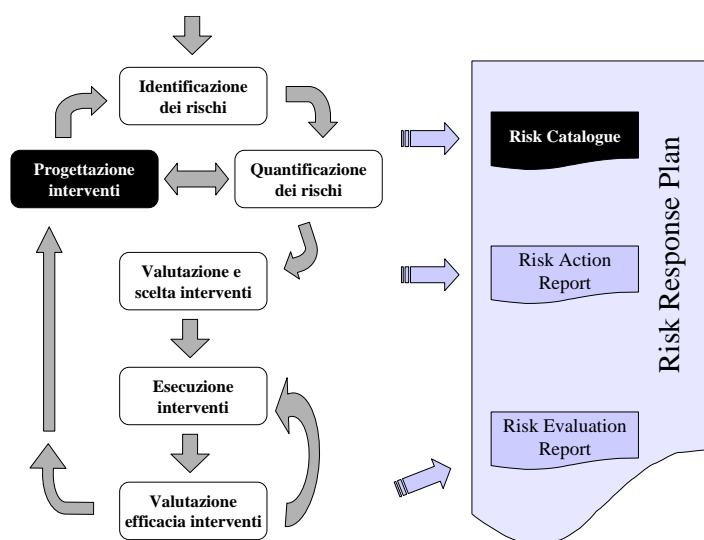 Identificazione
dei rischi
Progettazione
interventi
Quantificazione
dei rischi
Valutazione e
scelta interventi
Esecuzione
interventi
Valutazione
efficacia interventi
Risk Catalogue
Risk Action
Report
Risk Evaluation
Report
Risk Response Plan